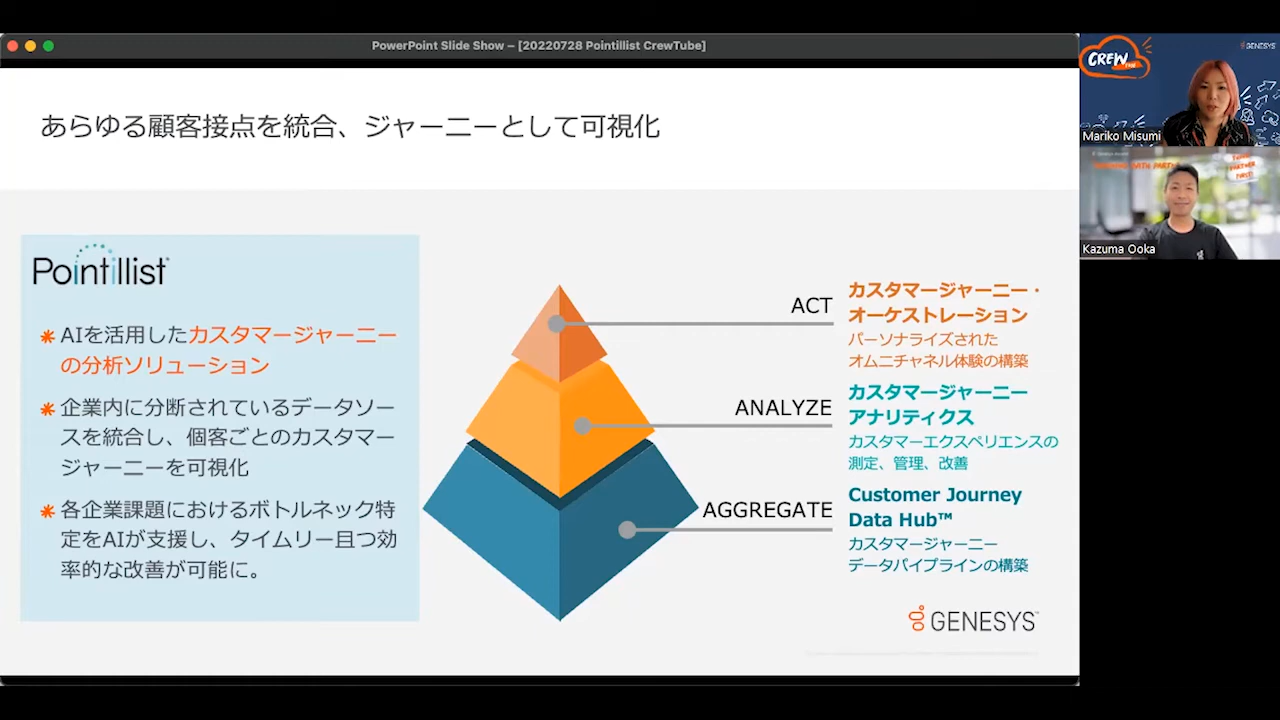 PowerPoint Slide Show – [20220728 Pointillist CrewTube]
あらゆる顧客接点を統合、ジャーニーとして可視化
Pointillist
AIを活用したカスタマージャーニー
の分析ソリューション
企業内に分断されているデータソー
スを統合し、個客ごとのカスタマー
ジャーニーを可視化
各企業課題におけるボトルネック特
定をAIが支援し、タイムリー且つ効
率的な改善が可能に。
ACT
カスタマージャーニー・
オーケストレーション
パーソナライズされた
オムニチャネル体験の構築
ANALYZE
カスタマージャーニー
アナリティクス
カスタマーエクスペリエンスの
測定、管理、改善
AGGREGATE
Customer Journey
Data Hub™
カスタマージャーニー
データパイプラインの構築
GENESYS™
CREW
GENESYS
Mariko Misumi
Kazuma Ooka